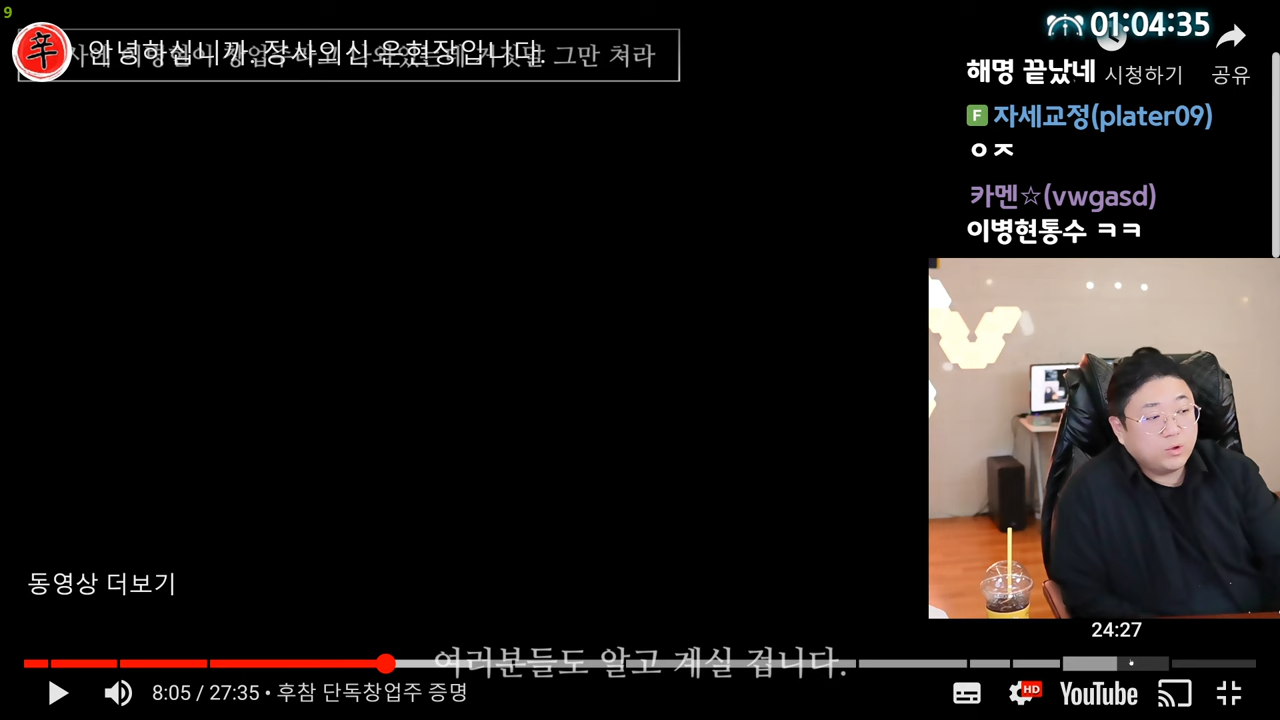 9
01:04:35
안녕하십니까. 장사의신 은현장입니다.
그만 쳐라
해명 끝났네
시청하기
공유
F 자세교정(plater09)
ㅇㅈ
카멘☆(vwgasd)
이병현통수 ㅋㅋ
동영상 더보기
24:27
여러분들도 알고 계실 겁니다.
8:05 / 27:35 • 후참 단독창업주 증명
HD
YouTube